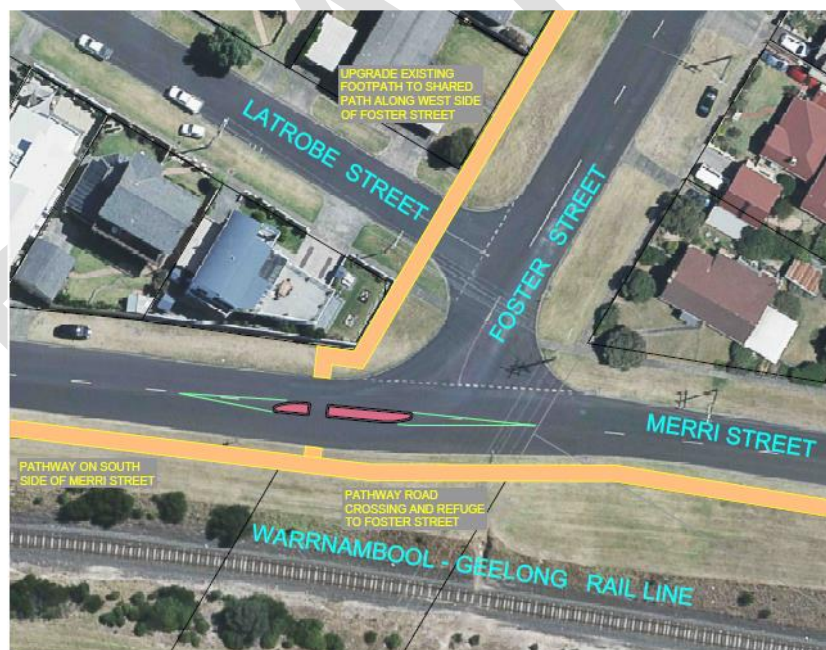 UPGRADE EXISTING
FOOTPATH TO SHARED
PATH ALONG WEST SIDE
OF FOSTER STREET
LATROBE STREET
FOSTER STREET
MERRI STREET
PATHWAY ON SOUTH
SIDE OF MERRI STREET
PATHWAY ROAD
CROSSING AND REFUGE
TO FOSTER STREET
WARRNAMBOOL - GEELONG RAIL LINE